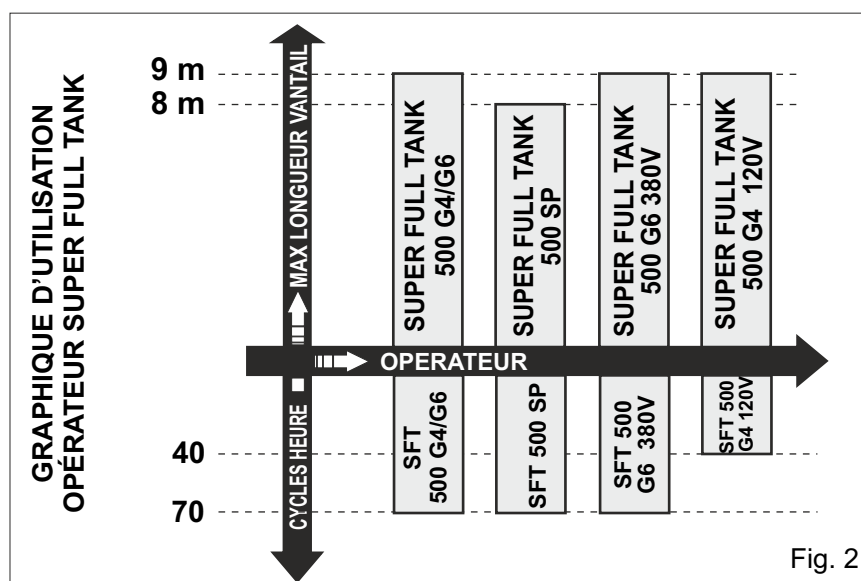 GRAPHIQUE D'UTILISATION
OPÉRATEUR SUPER FULL TANK
9 m
8 m
MAX LONGUEUR VANTAIL
SUPER FULL TANK
500 G4/G6
SUPER FULL TANK
500 SP
SUPER FULL TANK
500 G6 380V
SUPER FULL TANK
500 G4 120V
OPERATEUR
CYCLES HEURE
40
70
SFT
500 G4/G6
SFT 500 SP
SFT 500
G6 380V
SFT 500
G4 120V
Fig. 2